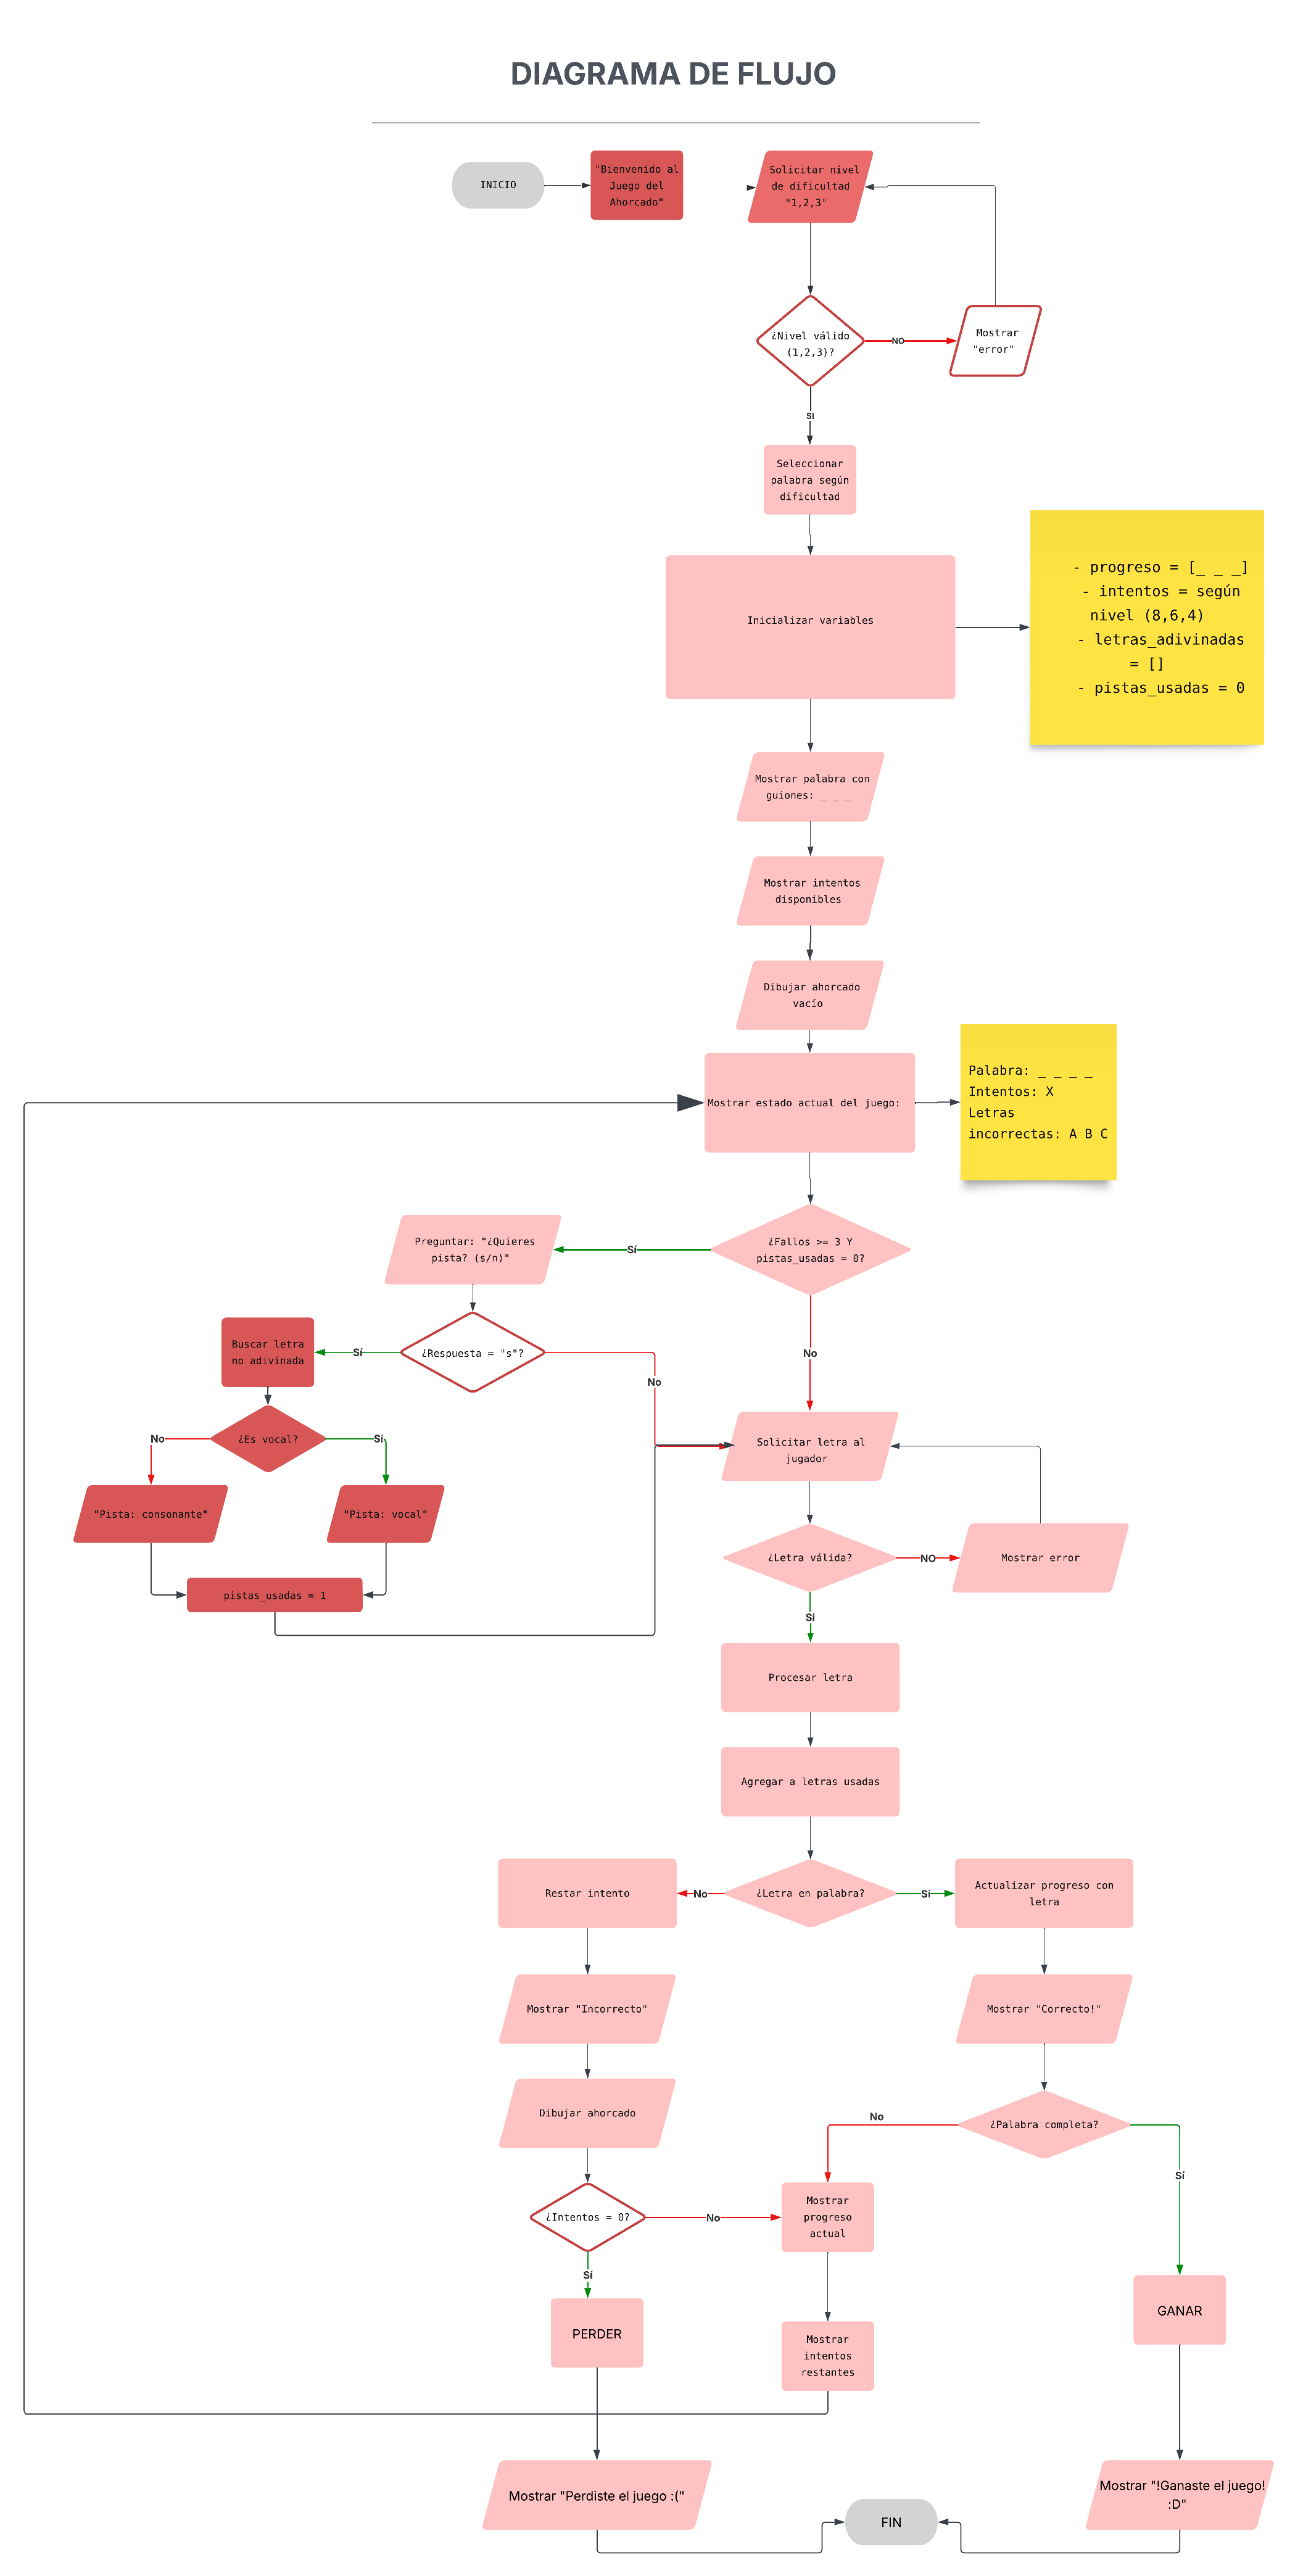 DIAGRAMA DE FLUJO
INICIO
"Bienvenido al
Juego del
Ahorcado"
Solicitar nivel
de dificultad
"1,2,3"
¿Nivel válido
(1,2,3)?
NO
Mostrar
"error"
SI
Seleccionar
palabra según
dificultad
Inicializar variables
- progreso = [_ _ _]
- intentos = según
nivel (8,6,4)
- letras_adivinadas
= []
- pistas_usadas = 0
Mostrar palabra con
guiones: _ _ _
Mostrar intentos
disponibles
Dibujar ahorcado
vacío
Mostrar estado actual del juego:
Palabra: _ _ _ _
Intentos: X
Letras
incorrectas: A B C
¿Fallos >= 3 Y
pistas_usadas = 0?
Sí
Preguntar: "¿Quieres
pista? (s/n)"
¿Respuesta = "s"?
Sí
Buscar letra
no adivinada
No
No
¿Es vocal?
No
Sí
"Pista: consonante"
"Pista: vocal"
pistas_usadas = 1
Solicitar letra al
jugador
¿Letra válida?
NO
Mostrar error
Si
Procesar letra
Agregar a letras usadas
¿Letra en palabra?
No
Sí
Restar intento
Actualizar progreso con
letra
Mostrar "Incorrecto"
Mostrar "Correcto!"
Dibujar ahorcado
¿Palabra completa?
No
Sí
¿Intentos = 0?
No
Mostrar
progreso
actual
Sí
PERDER
GANAR
Mostrar
intentos
restantes
Mostrar "Perdiste el juego :("
Mostrar "!Ganaste el juego!
:D"
FIN